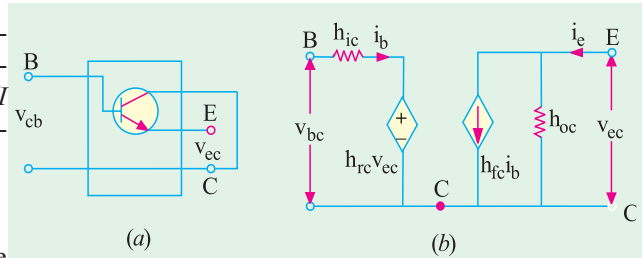 B
I
v_cb
E
v_ec
C
(a)
B
h_ic
i_b
v_bc
+
−
h_rc v_ec
C
h_fc i_b
i_e
E
h_oc
v_ec
C
(b)
e